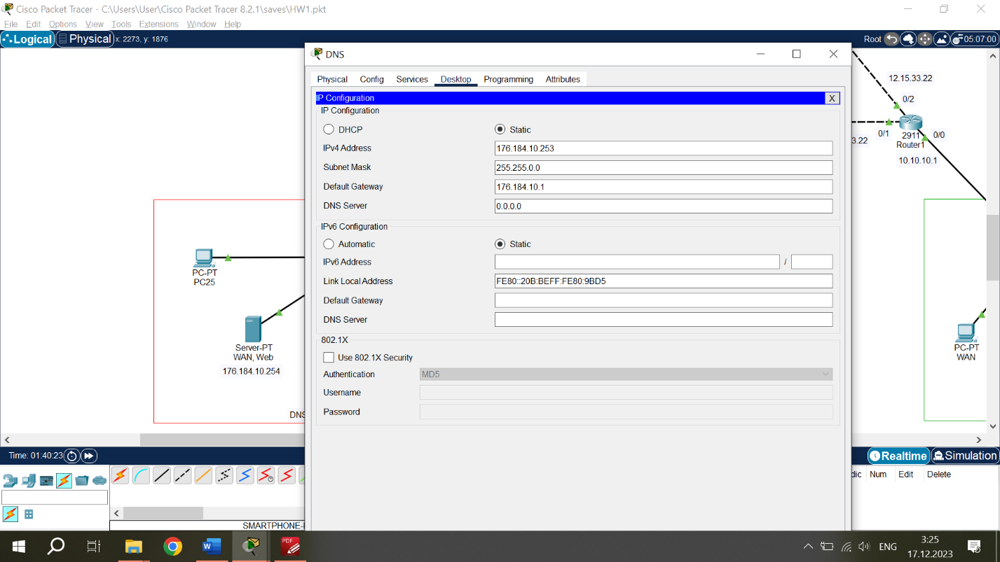 Cisco Packet Tracer - C:\Users\User\Cisco Packet Tracer 8.2.1\saves\HW1.pkt
File Edit Options View Tools Extensions Window Help
Logical Physical x: 2273, y: 1876
Root 05:07:00
DNS
Physical Config Services Desktop Programming Attributes
IP Configuration X
IP Configuration
DHCP Static
IPv4 Address 176.184.10.253
Subnet Mask 255.255.0.0
Default Gateway 176.184.10.1
DNS Server 0.0.0.0
IPv6 Configuration
Automatic Static
IPv6 Address /
Link Local Address FE80::20B:BEFF:FE80:9BD5
Default Gateway
DNS Server
802.1X
Use 802.1X Security
Authentication MD5
Username
Password
PC-PT
PC25
Server-PT
WAN, Web
176.184.10.254
DNS
12.15.33.22
0/2
0/1
3.22
2911
0/0
Router1
10.10.10.1
PC-PT
WAN
Time: 01:40:23
Realtime Simulation
dic Num Edit Delete
SMARTPHONE-
PDF
W
ENG
3:25
17.12.2023